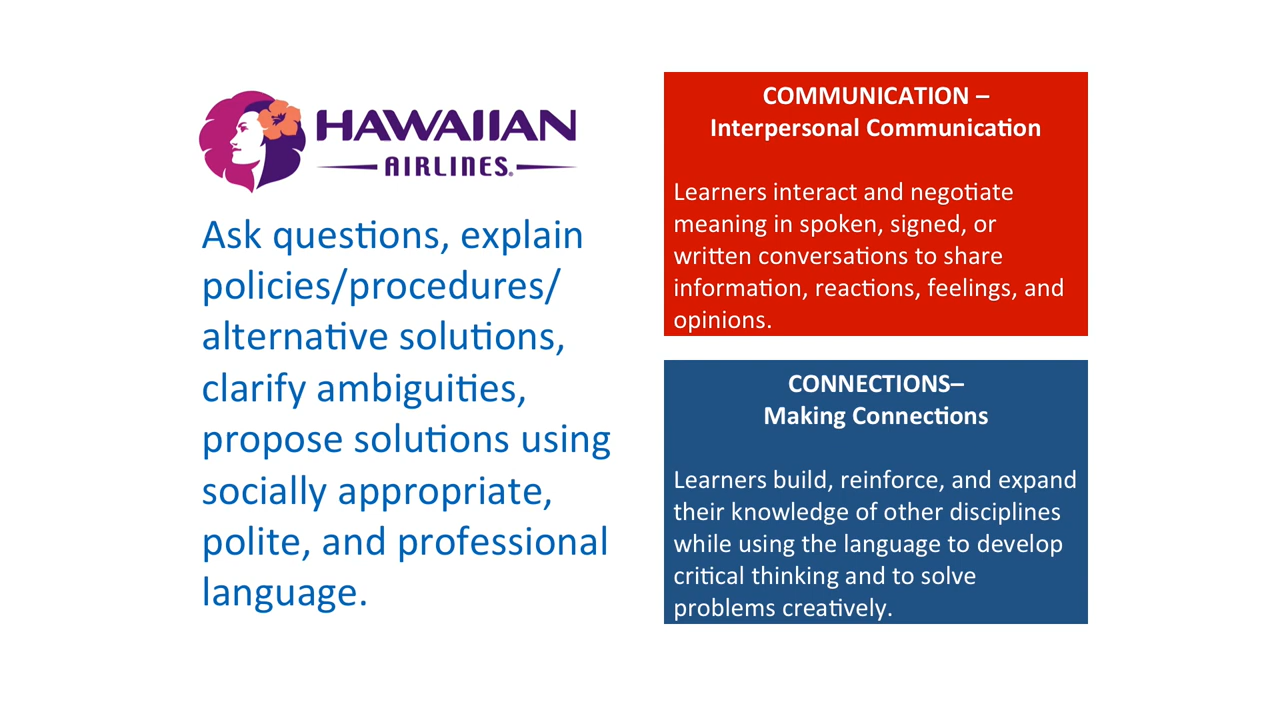 HAWAIIAN
AIRLINES®
Ask questions, explain
policies/procedures/
alternative solutions,
clarify ambiguities,
propose solutions using
socially appropriate,
polite, and professional
language.
COMMUNICATION –
Interpersonal Communication
Learners interact and negotiate
meaning in spoken, signed, or
written conversations to share
information, reactions, feelings, and
opinions.
CONNECTIONS–
Making Connections
Learners build, reinforce, and expand
their knowledge of other disciplines
while using the language to develop
critical thinking and to solve
problems creatively.